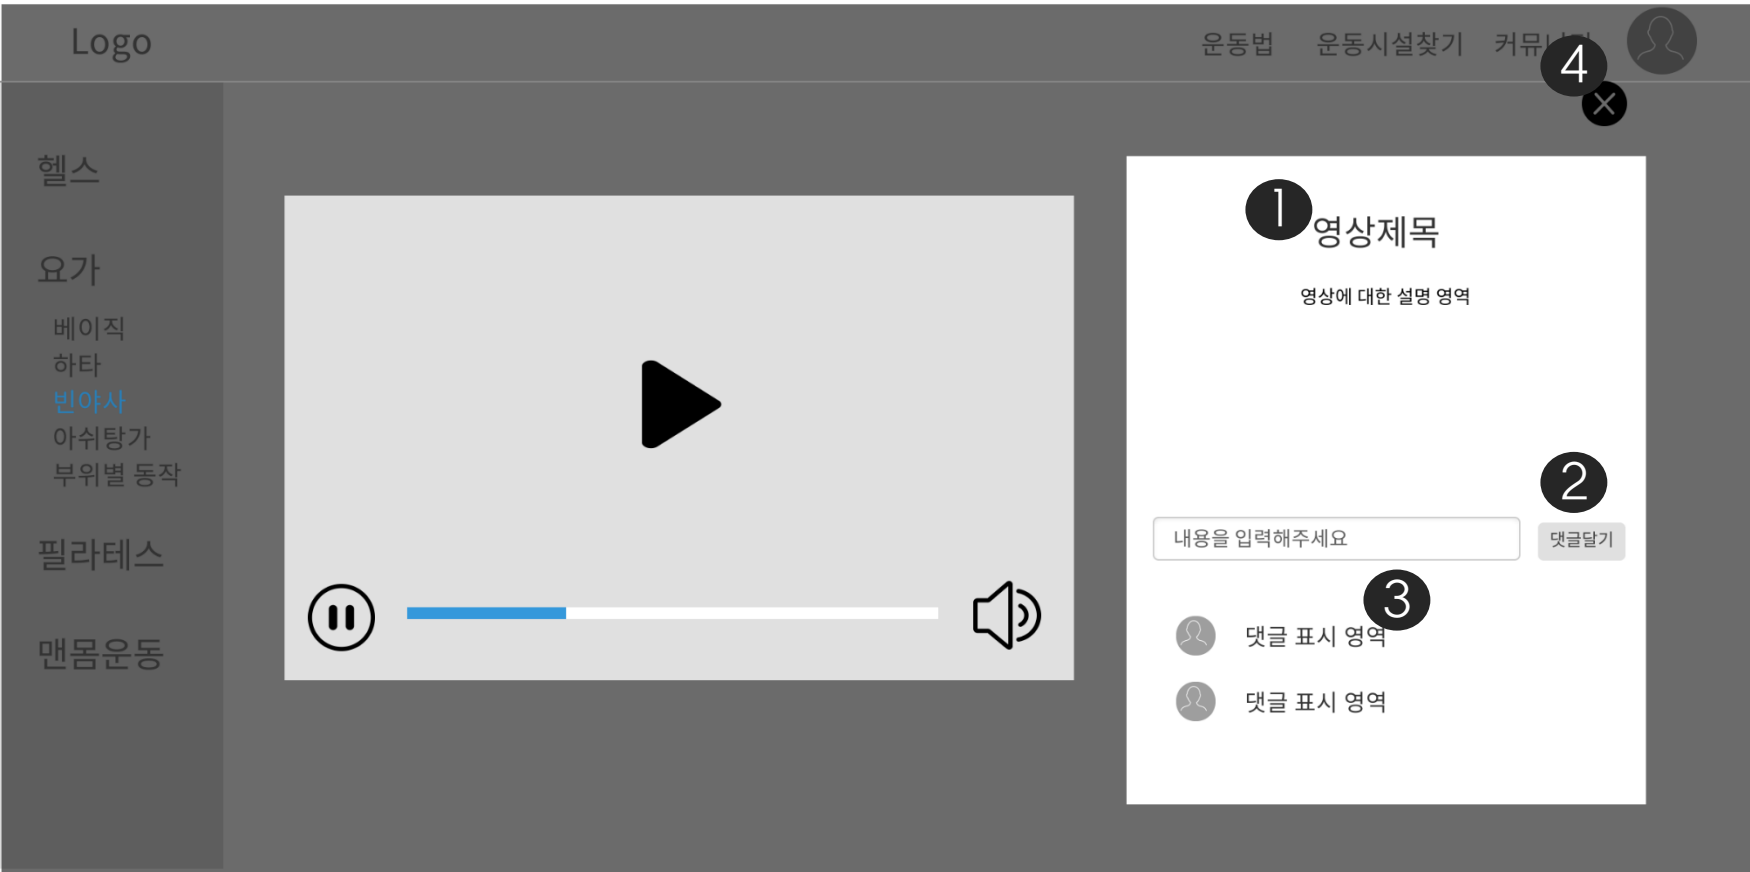 Logo
운동법 운동시설찾기
4
헬스
요가
베이직
하타
빈야사
아쉬탕가
부위별 동작
필라테스
맨몸운동
1
영상제목
영상에 대한 설명 영역
2
내용을 입력해주세요
댓글달기
3
댓글 표시 영역
댓글 표시 영역